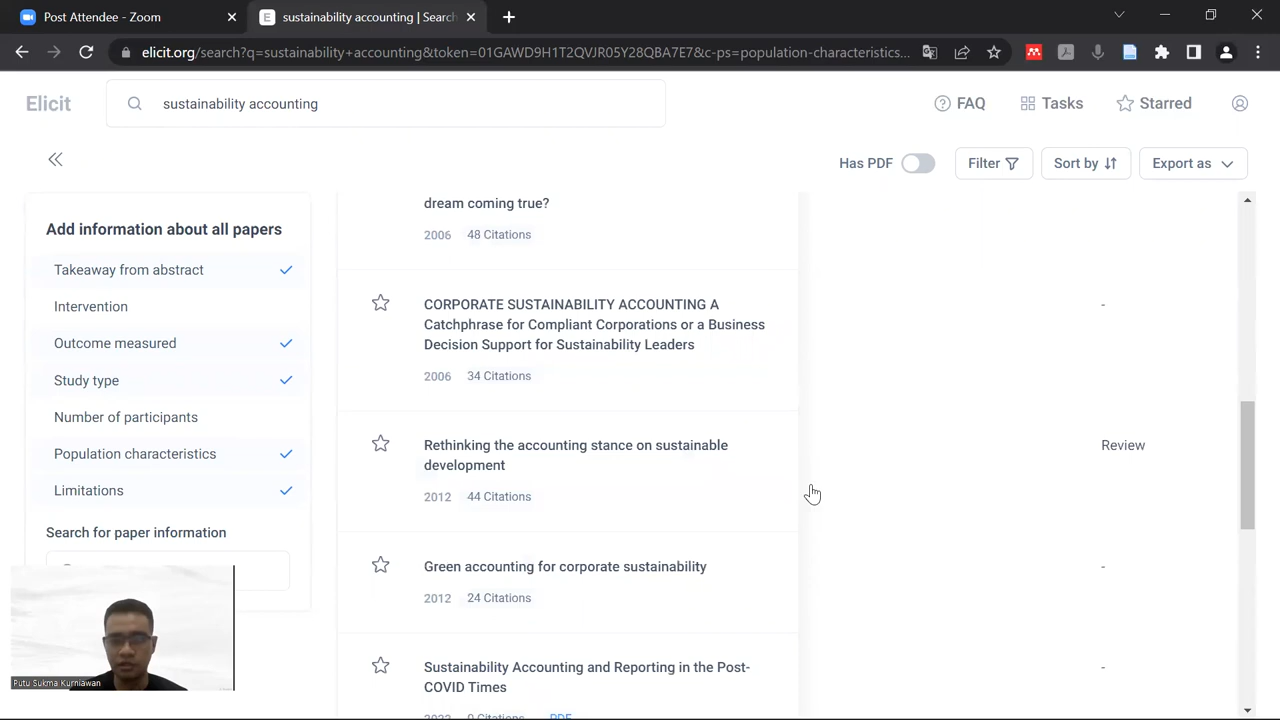 Post Attendee - Zoom
sustainability accounting | Search
elicit.org/search?q=sustainability+accounting&token=01GAWD9H1T2QVJR05Y28QBA7E7&c-ps=population-characteristics...
Elicit
sustainability accounting
FAQ
Tasks
Starred
Has PDF
Filter
Sort by
Export as
Add information about all papers
Takeaway from abstract
Intervention
Outcome measured
Study type
Number of participants
Population characteristics
Limitations
Search for paper information
Putu Sukma Kurniawan
dream coming true?
2006 48 Citations
CORPORATE SUSTAINABILITY ACCOUNTING A
Catchphrase for Compliant Corporations or a Business
Decision Support for Sustainability Leaders
-
2006 34 Citations
Rethinking the accounting stance on sustainable
development
Review
2012 44 Citations
Green accounting for corporate sustainability
-
2012 24 Citations
Sustainability Accounting and Reporting in the Post-
COVID Times
-
0 Citations PDF